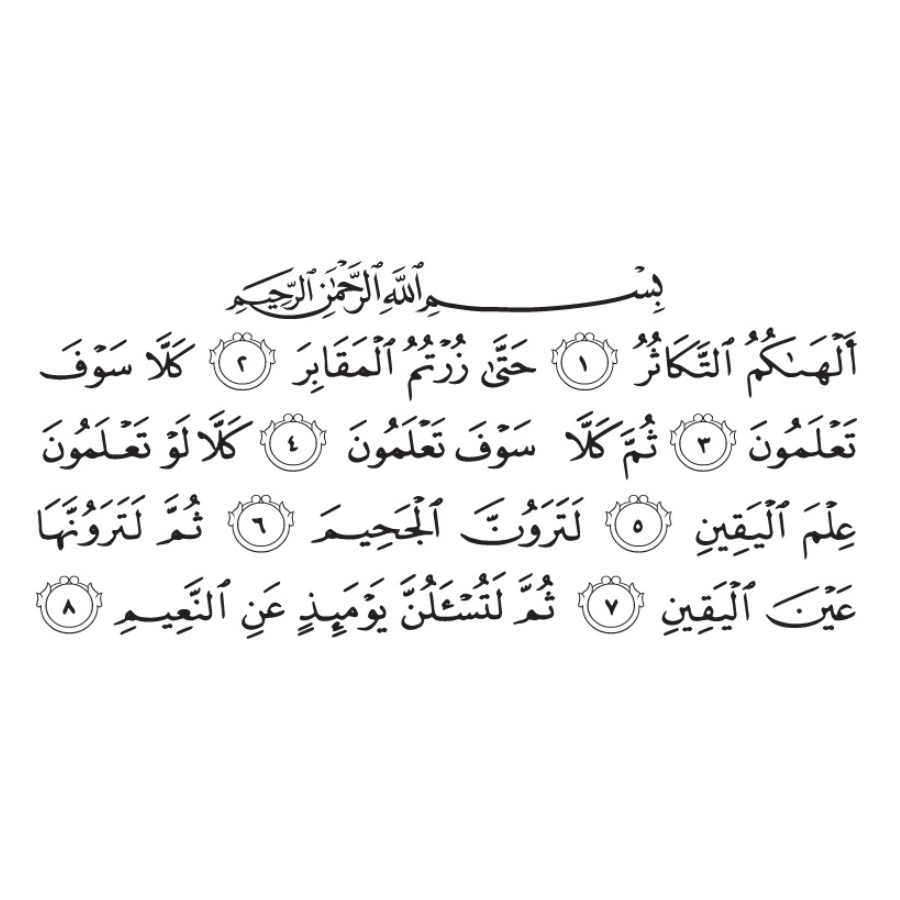 بِسْمِ ٱللَّهِ ٱلرَّحْمَٰنِ ٱلرَّحِيمِ
أَلْهَىٰكُمُ ٱلتَّكَاثُرُ ١ حَتَّىٰ زُرْتُمُ ٱلْمَقَابِرَ ٢ كَلَّا سَوْفَ
تَعْلَمُونَ ٣ ثُمَّ كَلَّا سَوْفَ تَعْلَمُونَ ٤ كَلَّا لَوْ تَعْلَمُونَ
عِلْمَ ٱلْيَقِينِ ٥ لَتَرَوُنَّ ٱلْجَحِيمَ ٦ ثُمَّ لَتَرَوُنَّهَا
عَيْنَ ٱلْيَقِينِ ٧ ثُمَّ لَتُسْـَٔلُنَّ يَوْمَئِذٍ عَنِ ٱلنَّعِيمِ ٨